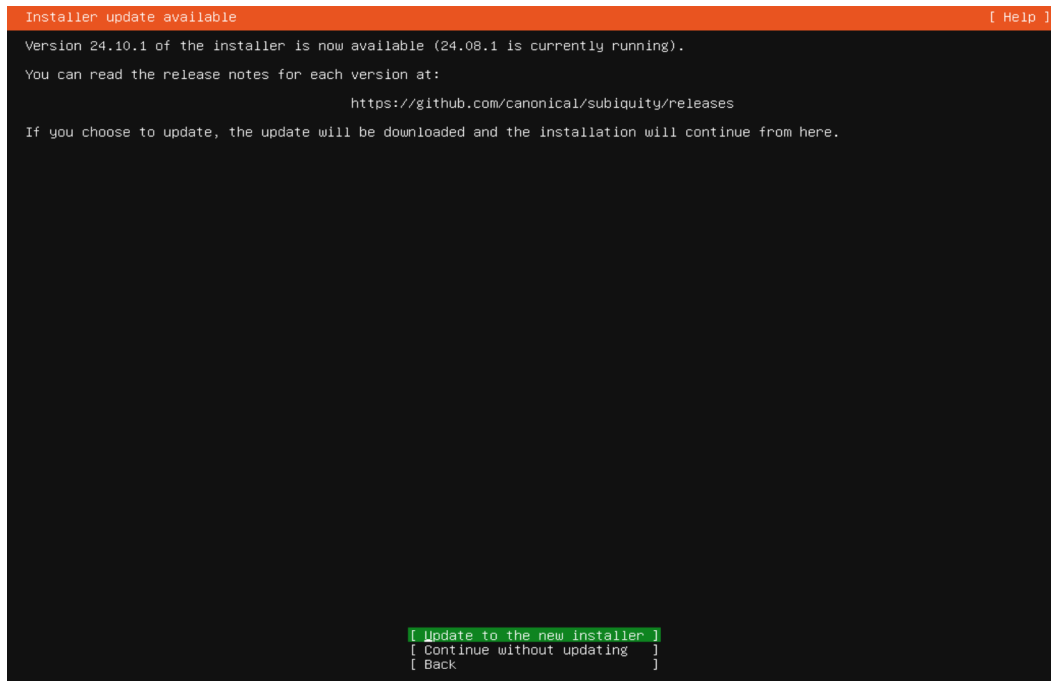 Installer update available [ Help ]
Version 24.10.1 of the installer is now available (24.08.1 is currently running).
You can read the release notes for each version at:
https://github.com/canonical/subiquity/releases
If you choose to update, the update will be downloaded and the installation will continue from here.
[ Update to the new installer ]
[ Continue without updating ]
[ Back ]